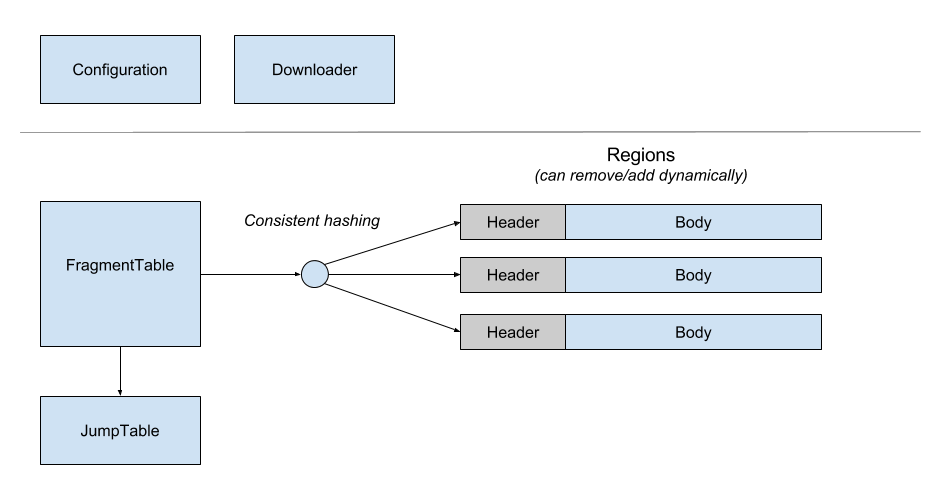 Configuration
Downloader
Regions
(can remove/add dynamically)
Consistent hashing
Header
Body
FragmentTable
Header
Body
Header
Body
JumpTable